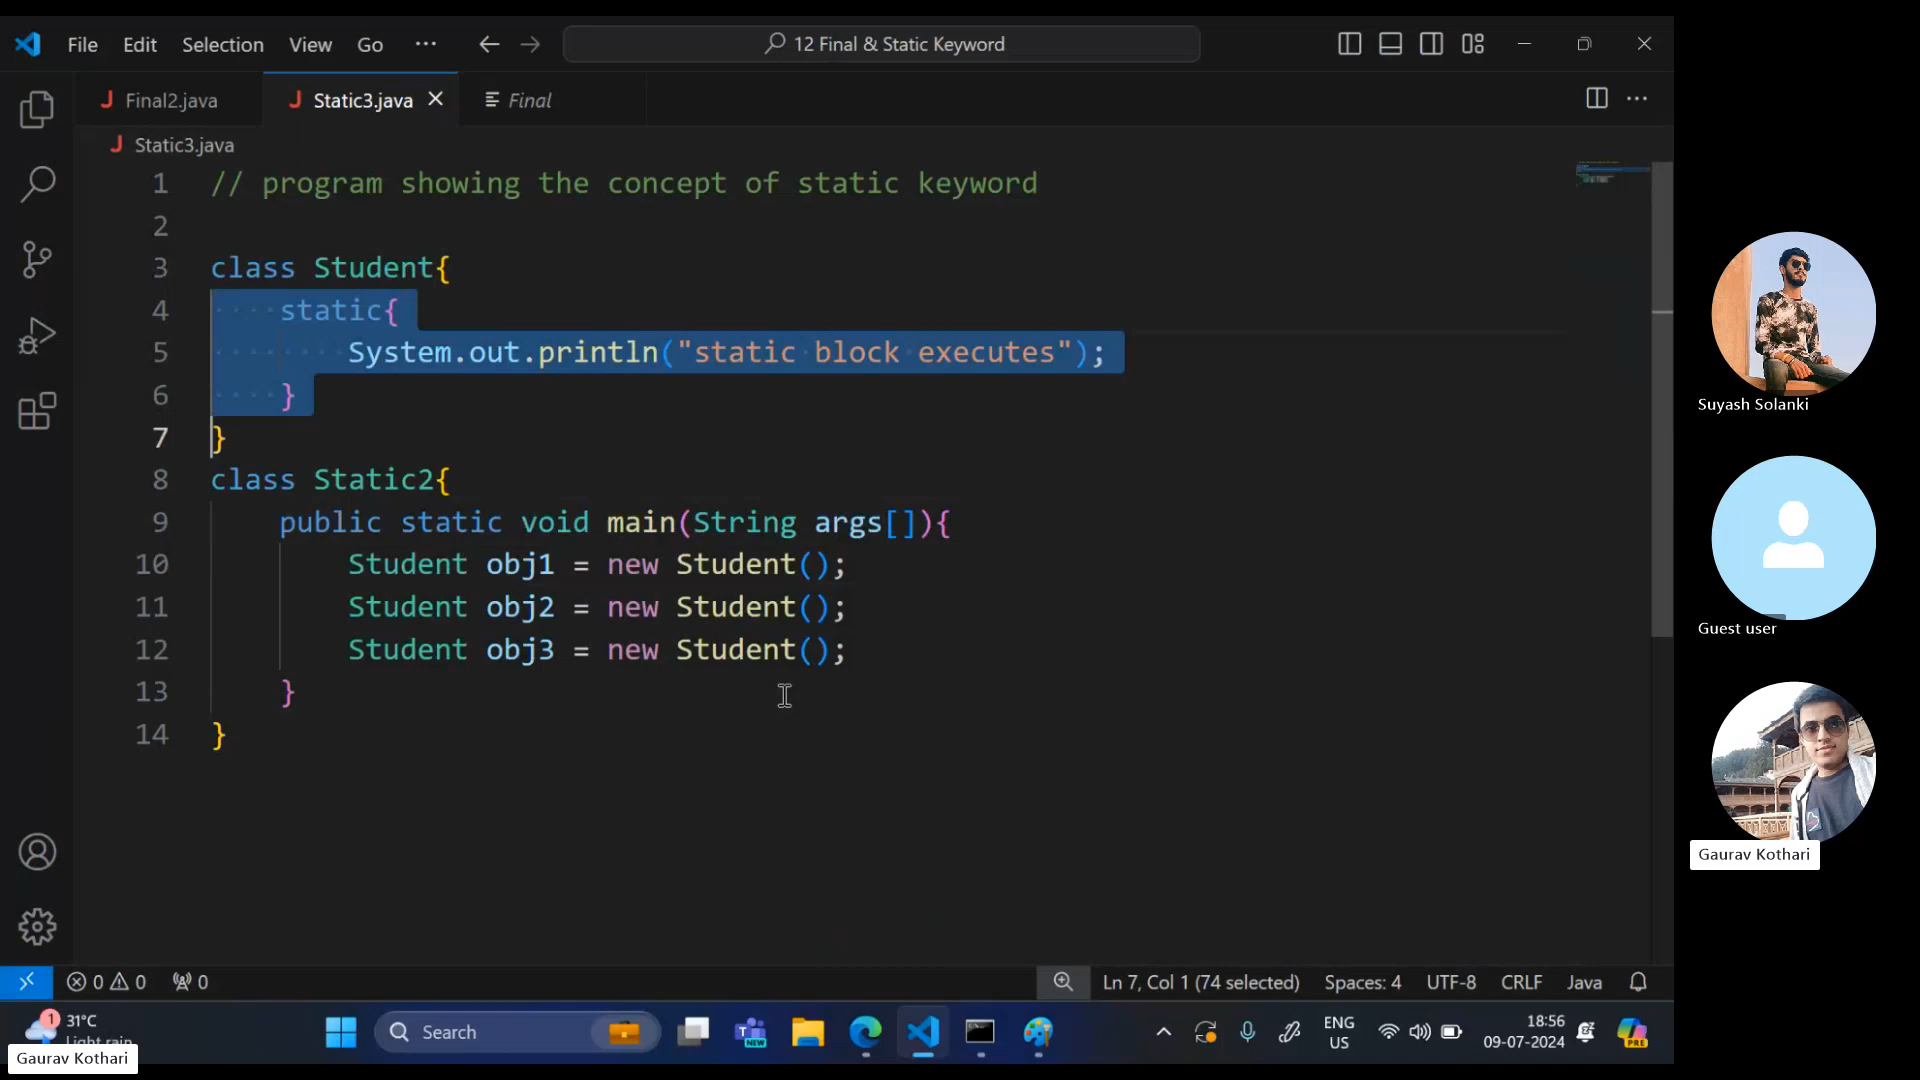 File Edit Selection View Go ··· 12 Final & Static Keyword
J Final2.java J Static3.java Final
J Static3.java
1 // program showing the concept of static keyword
2
3 class Student{
4 ····static{
5 ········System.out.println("static·block·executes");
6 ····}
7 }
8 class Static2{
9 public static void main(String args[]){
10 Student obj1 = new Student();
11 Student obj2 = new Student();
12 Student obj3 = new Student();
13 }
14 }
Suyash Solanki
Guest user
Gaurav Kothari
0 0 0 Ln 7, Col 1 (74 selected) Spaces: 4 UTF-8 CRLF Java
1 31°C
Light rain
Search
NEW
ENG
US
18:56
09-07-2024
PRE
Gaurav Kothari